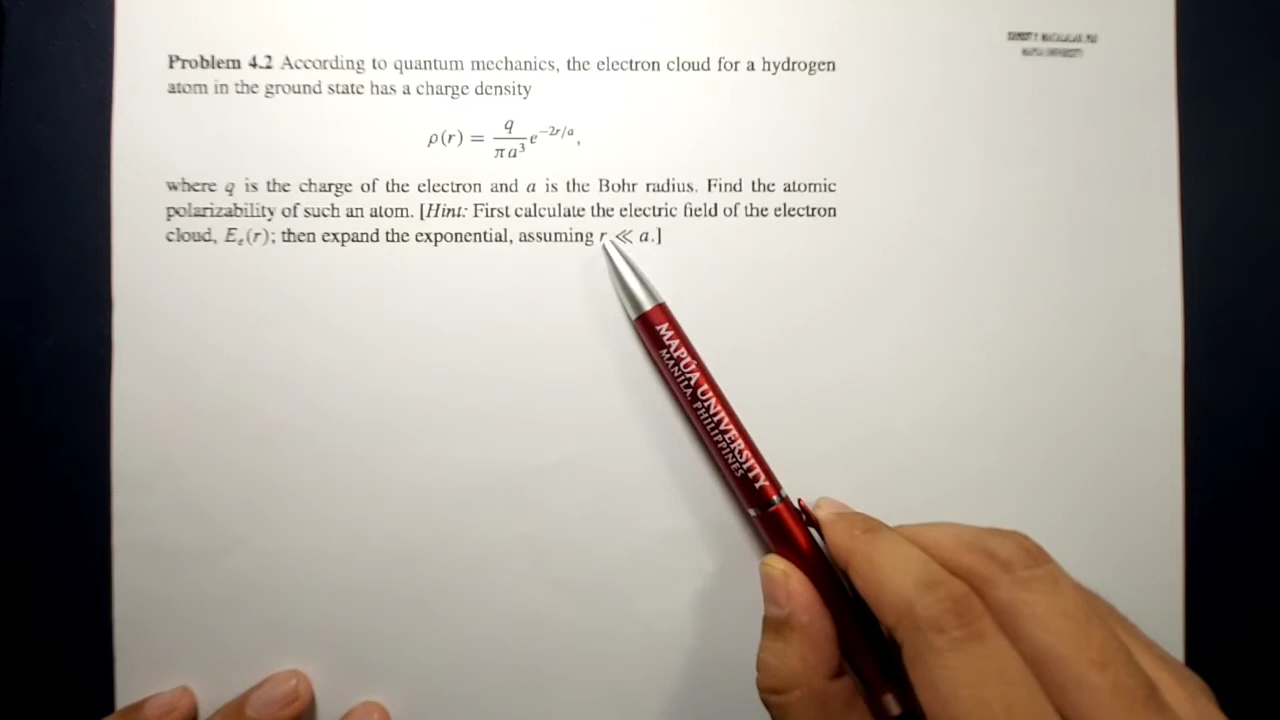 Problem 4.2 According to quantum mechanics, the electron cloud for a hydrogen
atom in the ground state has a charge density
ρ(r) = q/πa³ e^{-2r/a},
where q is the charge of the electron and a is the Bohr radius. Find the atomic
polarizability of such an atom. [Hint: First calculate the electric field of the electron
cloud, Eₑ(r); then expand the exponential, assuming r ≪ a.]
MAPÚA UNIVERSITY
MANILA, PHILIPPINES